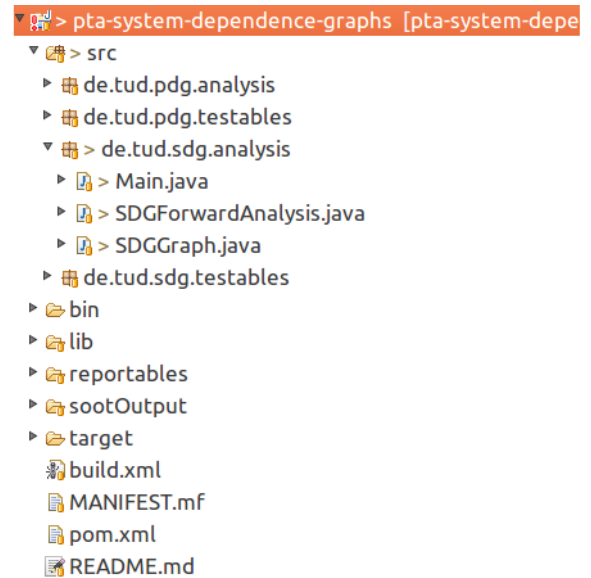 > pta-system-dependence-graphs [pta-system-depe
> src
de.tud.pdg.analysis
de.tud.pdg.testables
> de.tud.sdg.analysis
> Main.java
> SDGForwardAnalysis.java
> SDGGraph.java
de.tud.sdg.testables
bin
lib
reportables
sootOutput
target
build.xml
MANIFEST.mf
pom.xml
README.md